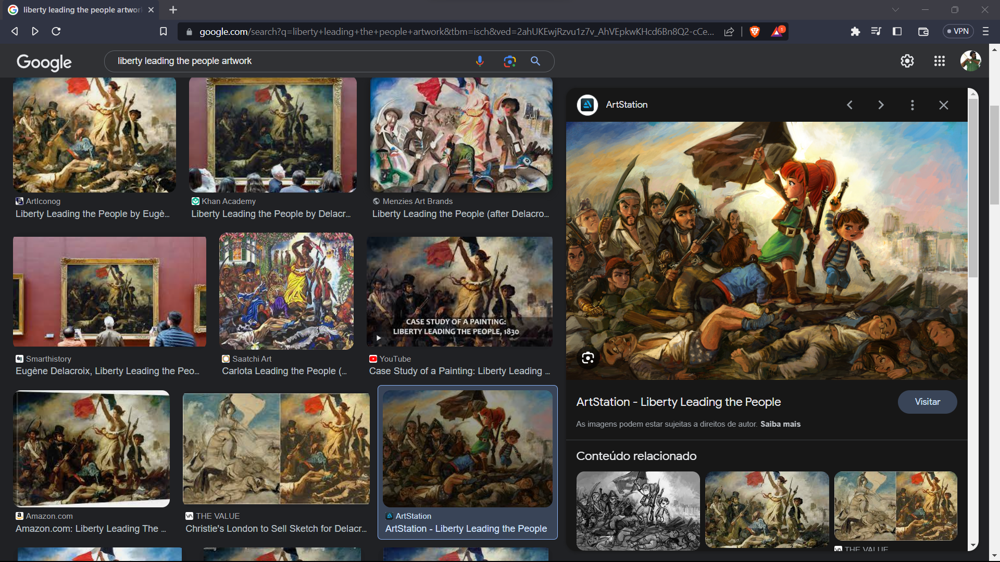 liberty leading the people artwor
google.com/search?q=liberty+leading+the+people+artwork&tbm=isch&ved=2ahUKEwjRzvu1z7v_AhVEpkwKHcd6Bn8Q2-cCe...
1
VPN
Google
liberty leading the people artwork
ArtIconog
Liberty Leading the People by Eugè...
Khan Academy
Liberty Leading the People by Delacr...
Menzies Art Brands
Liberty Leading the People (after Delacro...
Smarthistory
Eugène Delacroix, Liberty Leading the Peo...
Saatchi Art
Carlota Leading the People (...
CASE STUDY OF A PAINTING:
LIBERTY LEADING THE PEOPLE, 1830
YouTube
Case Study of a Painting: Liberty Leading ...
Amazon.com
Amazon.com: Liberty Leading The ...
THE VALUE
Christie's London to Sell Sketch for Delacr...
ArtStation
ArtStation - Liberty Leading the People
ArtStation
ArtStation - Liberty Leading the People
Visitar
As imagens podem estar sujeitas a direitos de autor. Saiba mais
Conteúdo relacionado
THE VALUE